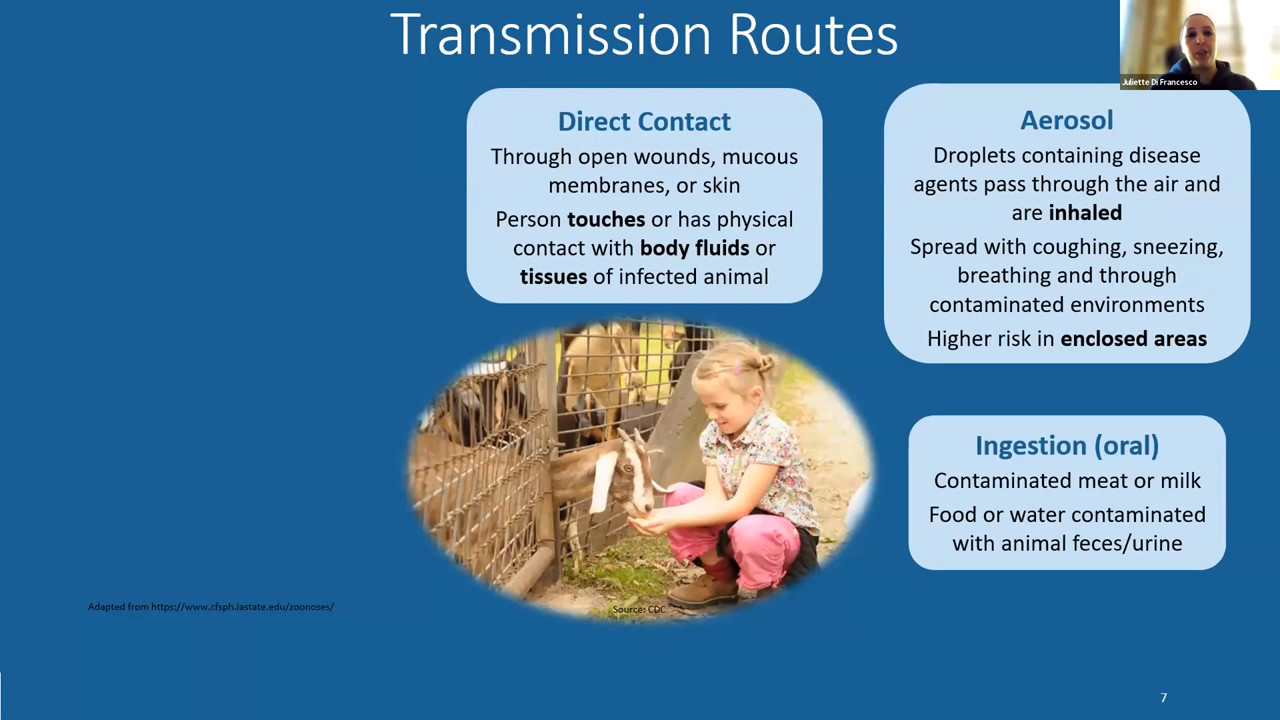 Transmission Routes
Juliette Di Francesco
Direct Contact
Through open wounds, mucous
membranes, or skin
Person touches or has physical
contact with body fluids or
tissues of infected animal
Aerosol
Droplets containing disease
agents pass through the air and
are inhaled
Spread with coughing, sneezing,
breathing and through
contaminated environments
Higher risk in enclosed areas
Ingestion (oral)
Contaminated meat or milk
Food or water contaminated
with animal feces/urine
Adapted from https://www.cfsph.iastate.edu/zoonoses/
Source: CDC
7